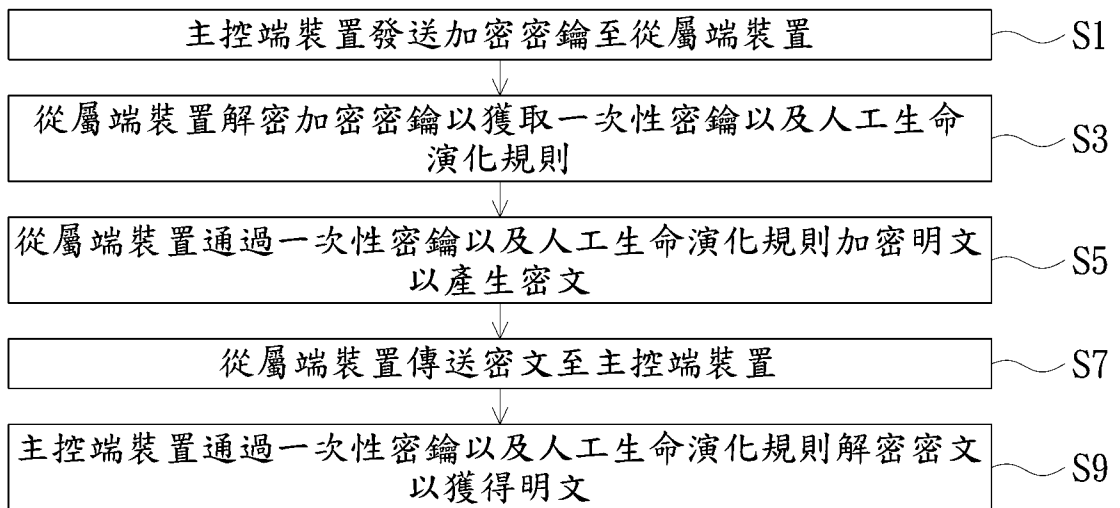 主控端裝置發送加密密鑰至從屬端裝置
S1
從屬端裝置解密加密密鑰以獲取一次性密鑰以及人工生命
演化規則
S3
從屬端裝置通過一次性密鑰以及人工生命演化規則加密明文
以產生密文
S5
從屬端裝置傳送密文至主控端裝置
S7
主控端裝置通過一次性密鑰以及人工生命演化規則解密密文
以獲得明文
S9